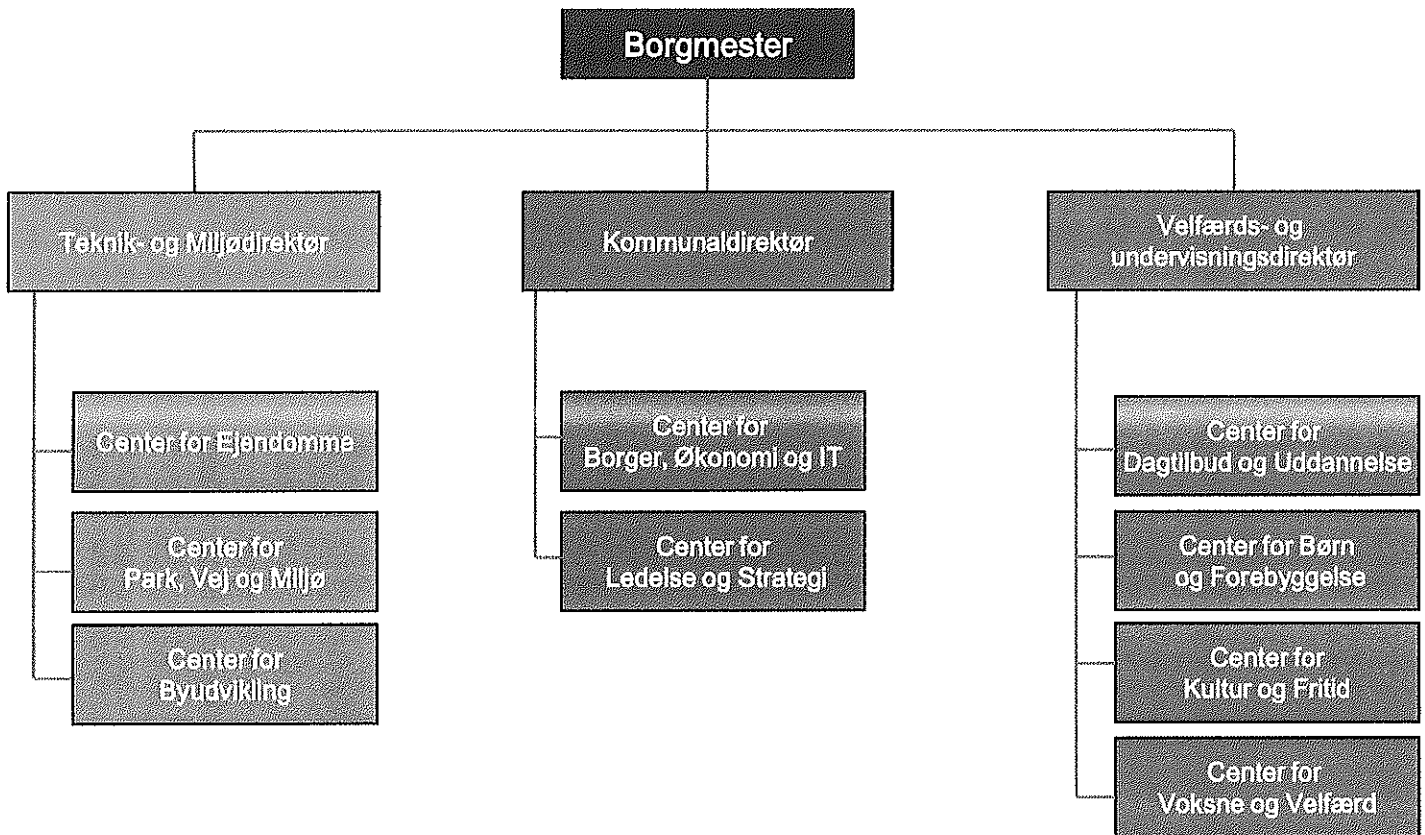 Borgmester
Teknik- og Miljødirektør
Kommunaldirektør
Velfærds- og
undervisningsdirektør
Center for Ejendomme
Center for
Park, Vej og Miljø
Center for
Byudvikling
Center for
Borger, Økonomi og IT
Center for
Ledelse og Strategi
Center for
Dagtilbud og Uddannelse
Center for Børn
og Forebyggelse
Center for
Kultur og Fritid
Center for
Voksne og Velfærd